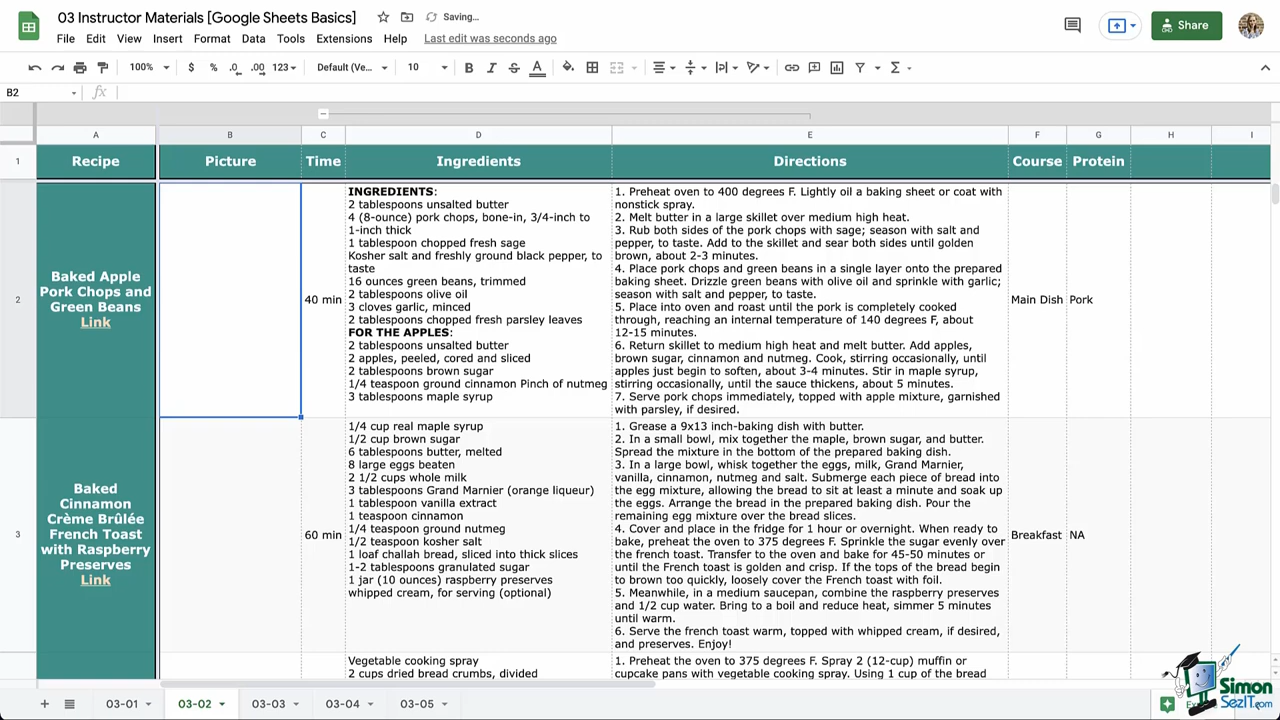 03 Instructor Materials [Google Sheets Basics]
Saving...
File Edit View Insert Format Data Tools Extensions Help Last edit was seconds ago
Share
100% $ % .0 .00 123 Default (Ve... 10 B I S A
B2 fx
A B C D E F G H I
1 Recipe Picture Time Ingredients Directions Course Protein
2
Baked Apple
Pork Chops and
Green Beans
Link
40 min
INGREDIENTS:
2 tablespoons unsalted butter
4 (8-ounce) pork chops, bone-in, 3/4-inch to
1-inch thick
1 tablespoon chopped fresh sage
Kosher salt and freshly ground black pepper, to
taste
16 ounces green beans, trimmed
2 tablespoons olive oil
3 cloves garlic, minced
2 tablespoons chopped fresh parsley leaves
FOR THE APPLES:
2 tablespoons unsalted butter
2 apples, peeled, cored and sliced
2 tablespoons brown sugar
1/4 teaspoon ground cinnamon Pinch of nutmeg
3 tablespoons maple syrup
1. Preheat oven to 400 degrees F. Lightly oil a baking sheet or coat with
nonstick spray.
2. Melt butter in a large skillet over medium high heat.
3. Rub both sides of the pork chops with sage; season with salt and
pepper, to taste. Add to the skillet and sear both sides until golden
brown, about 2-3 minutes.
4. Place pork chops and green beans in a single layer onto the prepared
baking sheet. Drizzle green beans with olive oil and sprinkle with garlic;
season with salt and pepper, to taste.
5. Place into oven and roast until the pork is completely cooked
through, reaching an internal temperature of 140 degrees F, about
12-15 minutes.
6. Return skillet to medium high heat and melt butter. Add apples,
brown sugar, cinnamon and nutmeg. Cook, stirring occasionally, until
apples just begin to soften, about 3-4 minutes. Stir in maple syrup,
stirring occasionally, until the sauce thickens, about 5 minutes.
7. Serve pork chops immediately, topped with apple mixture, garnished
with parsley, if desired.
Main Dish
Pork
3
Baked
Cinnamon
Crème Brûlée
French Toast
with Raspberry
Preserves
Link
60 min
1/4 cup real maple syrup
1/2 cup brown sugar
6 tablespoons butter, melted
8 large eggs beaten
2 1/2 cups whole milk
3 tablespoons Grand Marnier (orange liqueur)
1 tablespoon vanilla extract
1 teaspoon cinnamon
1/4 teaspoon ground nutmeg
1/2 teaspoon kosher salt
1 loaf challah bread, sliced into thick slices
1-2 tablespoons granulated sugar
1 jar (10 ounces) raspberry preserves
whipped cream, for serving (optional)
1. Grease a 9x13 inch-baking dish with butter.
2. In a small bowl, mix together the maple, brown sugar, and butter.
Spread the mixture in the bottom of the prepared baking dish.
3. In a large bowl, whisk together the eggs, milk, Grand Marnier,
vanilla, cinnamon, nutmeg and salt. Submerge each piece of bread into
the egg mixture, allowing the bread to sit at least a minute and soak up
the eggs. Arrange the bread in the prepared baking dish. Pour the
remaining egg mixture over the bread slices.
4. Cover and place in the fridge for 1 hour or overnight. When ready to
bake, preheat the oven to 375 degrees F. Sprinkle the sugar evenly over
the french toast. Transfer to the oven and bake for 45-50 minutes or
until the French toast is golden and crisp. If the tops of the bread begin
to brown too quickly, loosely cover the French toast with foil.
5. Meanwhile, in a medium saucepan, combine the raspberry preserves
and 1/2 cup water. Bring to a boil and reduce heat, simmer 5 minutes
until warm.
6. Serve the french toast warm, topped with whipped cream, if desired,
and preserves. Enjoy!
Breakfast
NA
Vegetable cooking spray
2 cups dried bread crumbs, divided
1. Preheat the oven to 375 degrees F. Spray 2 (12-cup) muffin or
cupcake pans with vegetable cooking spray. Using 1 cup of the bread
03-01 03-02 03-03 03-04 03-05
Simon
SezIT.com